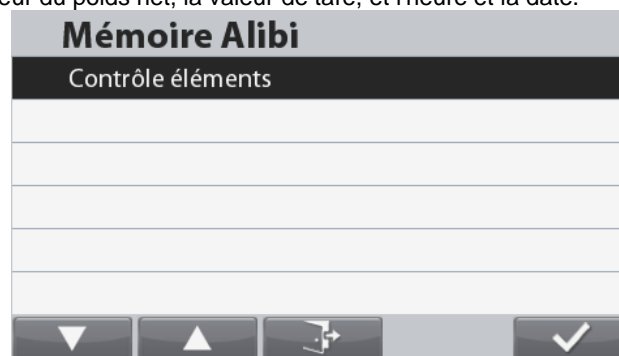 du poids net, la valeur de tare, et l'heure et la date.
Mémoire Alibi
Contrôle éléments